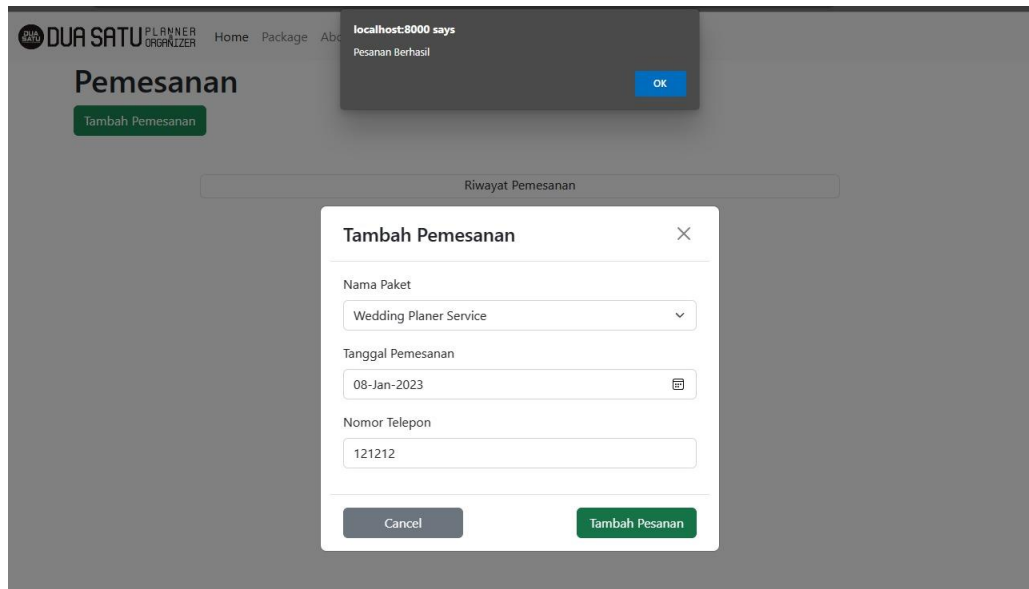 DUA SATU PLANNER ORGANIZER
Home Package Abo
localhost:8000 says
Pesanan Berhasil
OK
Pemesanan
Tambah Pemesanan
Riwayat Pemesanan
Tambah Pemesanan
Nama Paket
Wedding Planer Service
Tanggal Pemesanan
08-Jan-2023
Nomor Telepon
121212
Cancel Tambah Pesanan